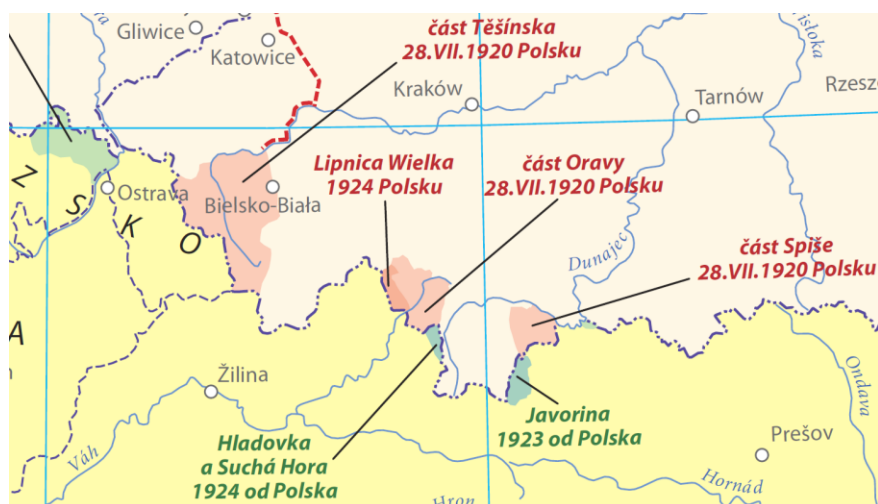 Gliwice
Katowice
část Těšínska
28.VII.1920 Polsku
Kraków
Tarnów
Lipnica Wielka
1924 Polsku
část Oravy
28.VII.1920 Polsku
Ostrava
Bielsko-Biała
Z
S
K
O
A
Dunajec
část Spiše
28.VII.1920 Polsku
Žilina
Váh
Hladovka
a Suchá Hora
1924 od Polska
Javorina
1923 od Polska
Ondava
Prešov
Hornád
Hron